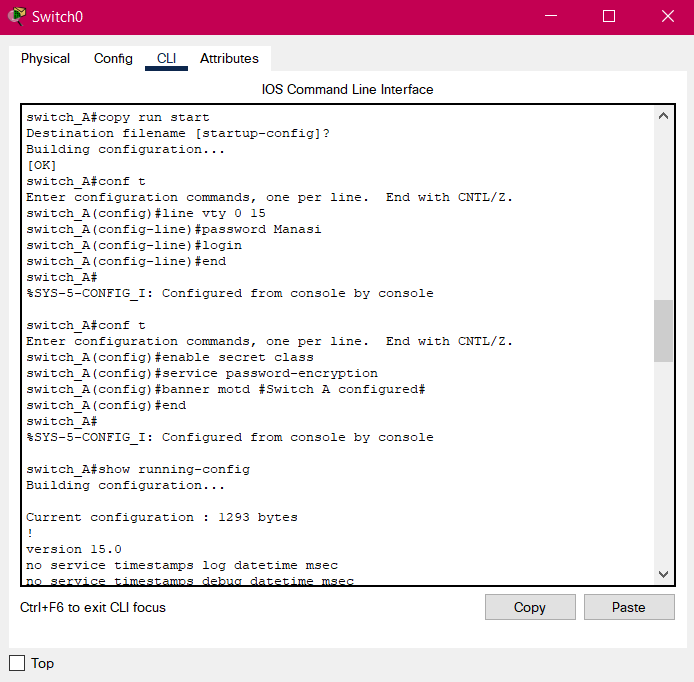 Switch0
Physical Config CLI Attributes
IOS Command Line Interface
switch_A#copy run start
Destination filename [startup-config]?
Building configuration...
[OK]
switch_A#conf t
Enter configuration commands, one per line.  End with CNTL/Z.
switch_A(config)#line vty 0 15
switch_A(config-line)#password Manasi
switch_A(config-line)#login
switch_A(config-line)#end
switch_A#
%SYS-5-CONFIG_I: Configured from console by console
switch_A#conf t
Enter configuration commands, one per line.  End with CNTL/Z.
switch_A(config)#enable secret class
switch_A(config)#service password-encryption
switch_A(config)#banner motd #Switch A configured#
switch_A(config)#end
switch_A#
%SYS-5-CONFIG_I: Configured from console by console
switch_A#show running-config
Building configuration...
Current configuration : 1293 bytes
!
version 15.0
no service timestamps log datetime msec
no service timestamps debug datetime msec
Ctrl+F6 to exit CLI focus
Copy Paste
Top